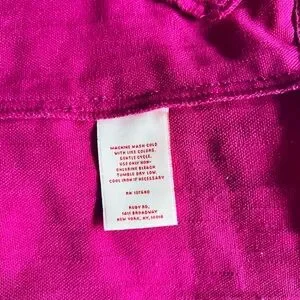 MACHINE WASH COLD
WITH LIKE COLORS,
GENTLE CYCLE,
USE ONLY NON-
CHLORINE BLEACH
TUMBLE DRY LOW,
COOL IRON IF NECESSARY
RN 107690
RUBY RD,
1411 BROADWAY
NEW YORK, NY, 10018